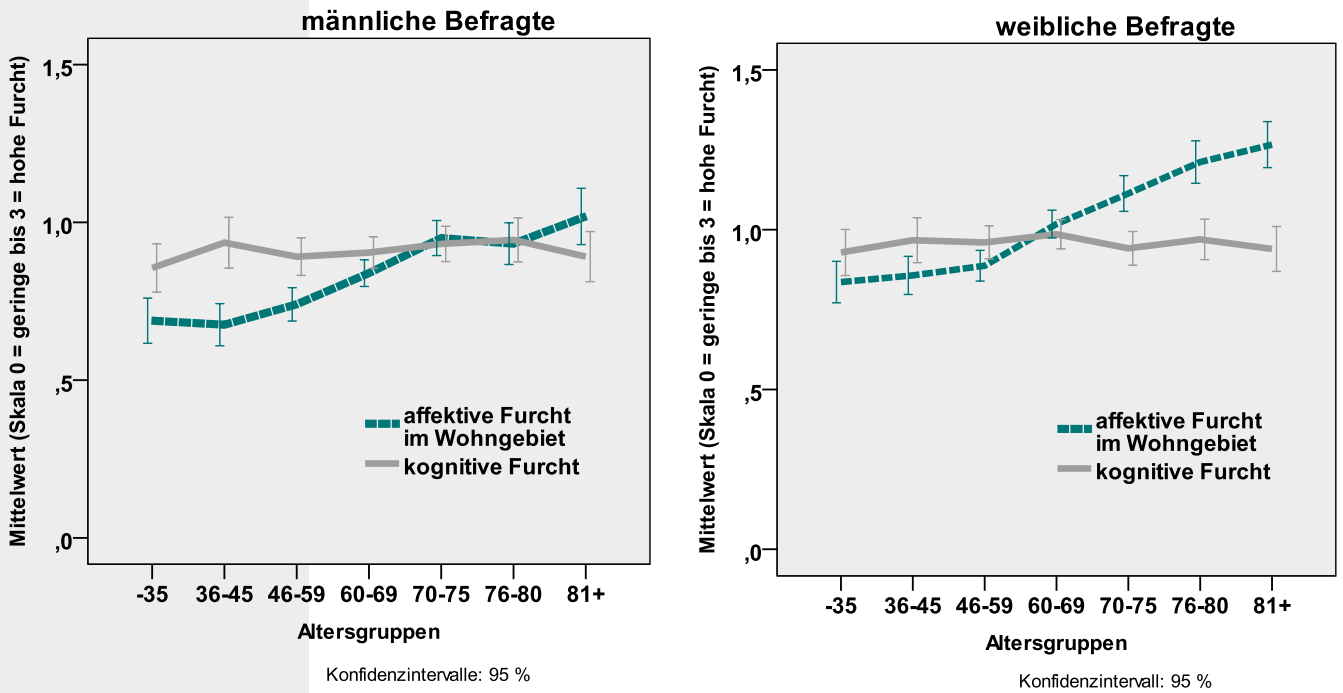 männliche Befragte
Mittelwert (Skala 0 = geringe bis 3 = hohe Furcht)
1,5
1,0
,5
,0
affektive Furcht
im Wohngebiet
kognitive Furcht
-35 36-45 46-59 60-69 70-75 76-80 81+
Altersgruppen
Konfidenzintervalle: 95 %
weibliche Befragte
Mittelwert (Skala 0 = geringe bis 3 = hohe Furcht)
1,5
1,0
,5
,0
affektive Furcht
im Wohngebiet
kognitive Furcht
-35 36-45 46-59 60-69 70-75 76-80 81+
Altersgruppen
Konfidenzintervall: 95 %